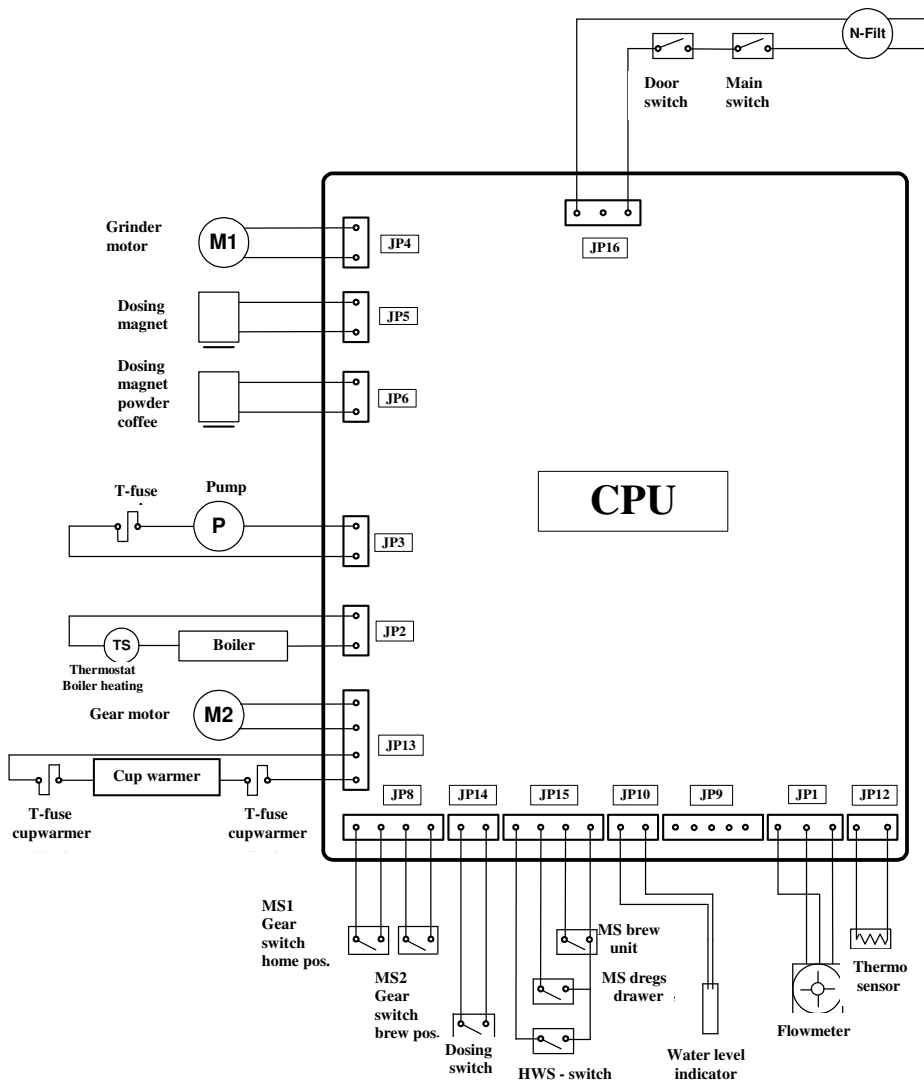 N-Filt
Door
switch
Main
switch
JP16
Grinder
motor
M1
JP4
Dosing
magnet
JP5
Dosing
magnet
powder
coffee
JP6
CPU
T-fuse
Pump
P
JP3
JP2
TS
Boiler
Thermostat
Boiler heating
Gear motor
M2
JP13
Cup warmer
T-fuse
cupwarmer
T-fuse
cupwarmer
JP8
JP14
JP15
JP10
JP9
JP1
JP12
MS1
Gear
switch
home pos.
MS2
Gear
switch
brew pos.
Dosing
switch
MS brew
unit
MS dregs
drawer
HWS - switch
Water level
indicator
Flowmeter
Thermo
sensor